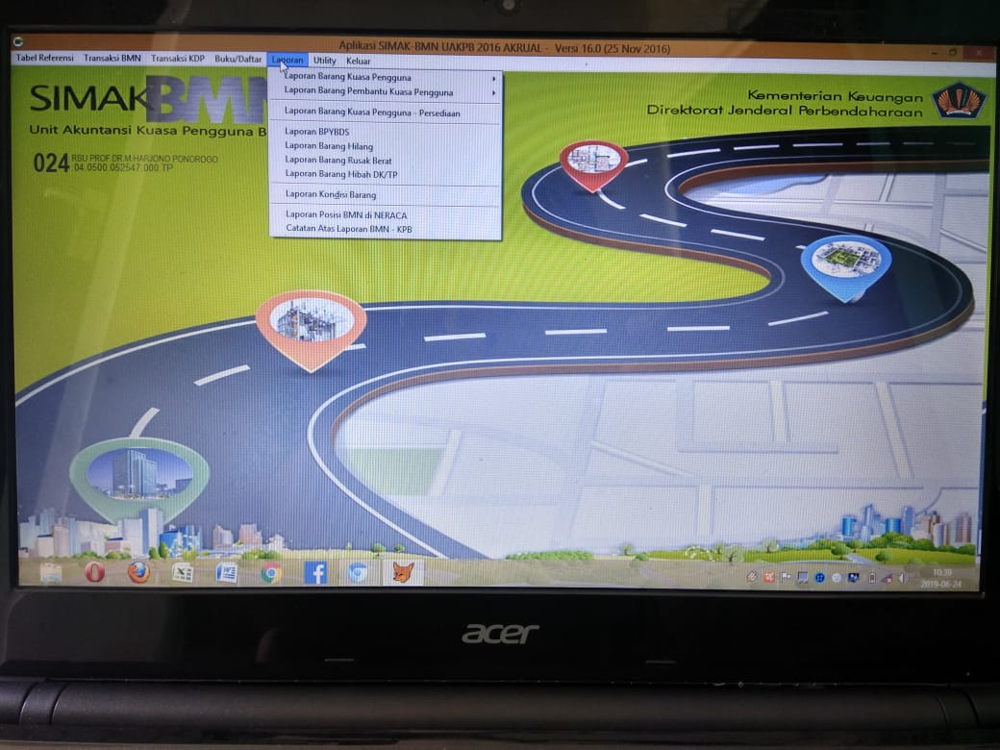 Aplikasi SIMAK-BMN UAKPB 2016 AKRUAL - Versi 16.0 (25 Nov 2016)
Tabel Referensi Transaksi BMN Transaksi KDP Buku/Daftar Laporan Utility Keluar
Laporan Barang Kuasa Pengguna
Laporan Barang Pembantu Kuasa Pengguna
Laporan Barang Kuasa Pengguna - Persediaan
Laporan BPYBDS
Laporan Barang Hilang
Laporan Barang Rusak Berat
Laporan Barang Hibah DK/TP
Laporan Kondisi Barang
Laporan Posisi BMN di NERACA
Catatan Atas Laporan BMN - KPB
SIMAK BMN
Unit Akuntansi Kuasa Pengguna B
024 RSU PROF.DR.M.HARJONO PONOROGO
04.0500.052547.000 TP
Kementerian Keuangan
Direktorat Jenderal Perbendaharaan
10:39
2019-06-24
acer